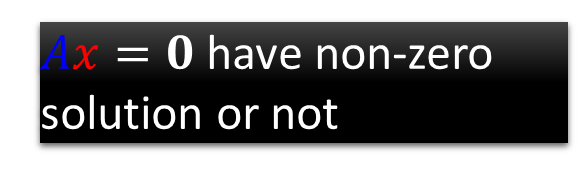 Ax = 0 have non-zero
solution or not